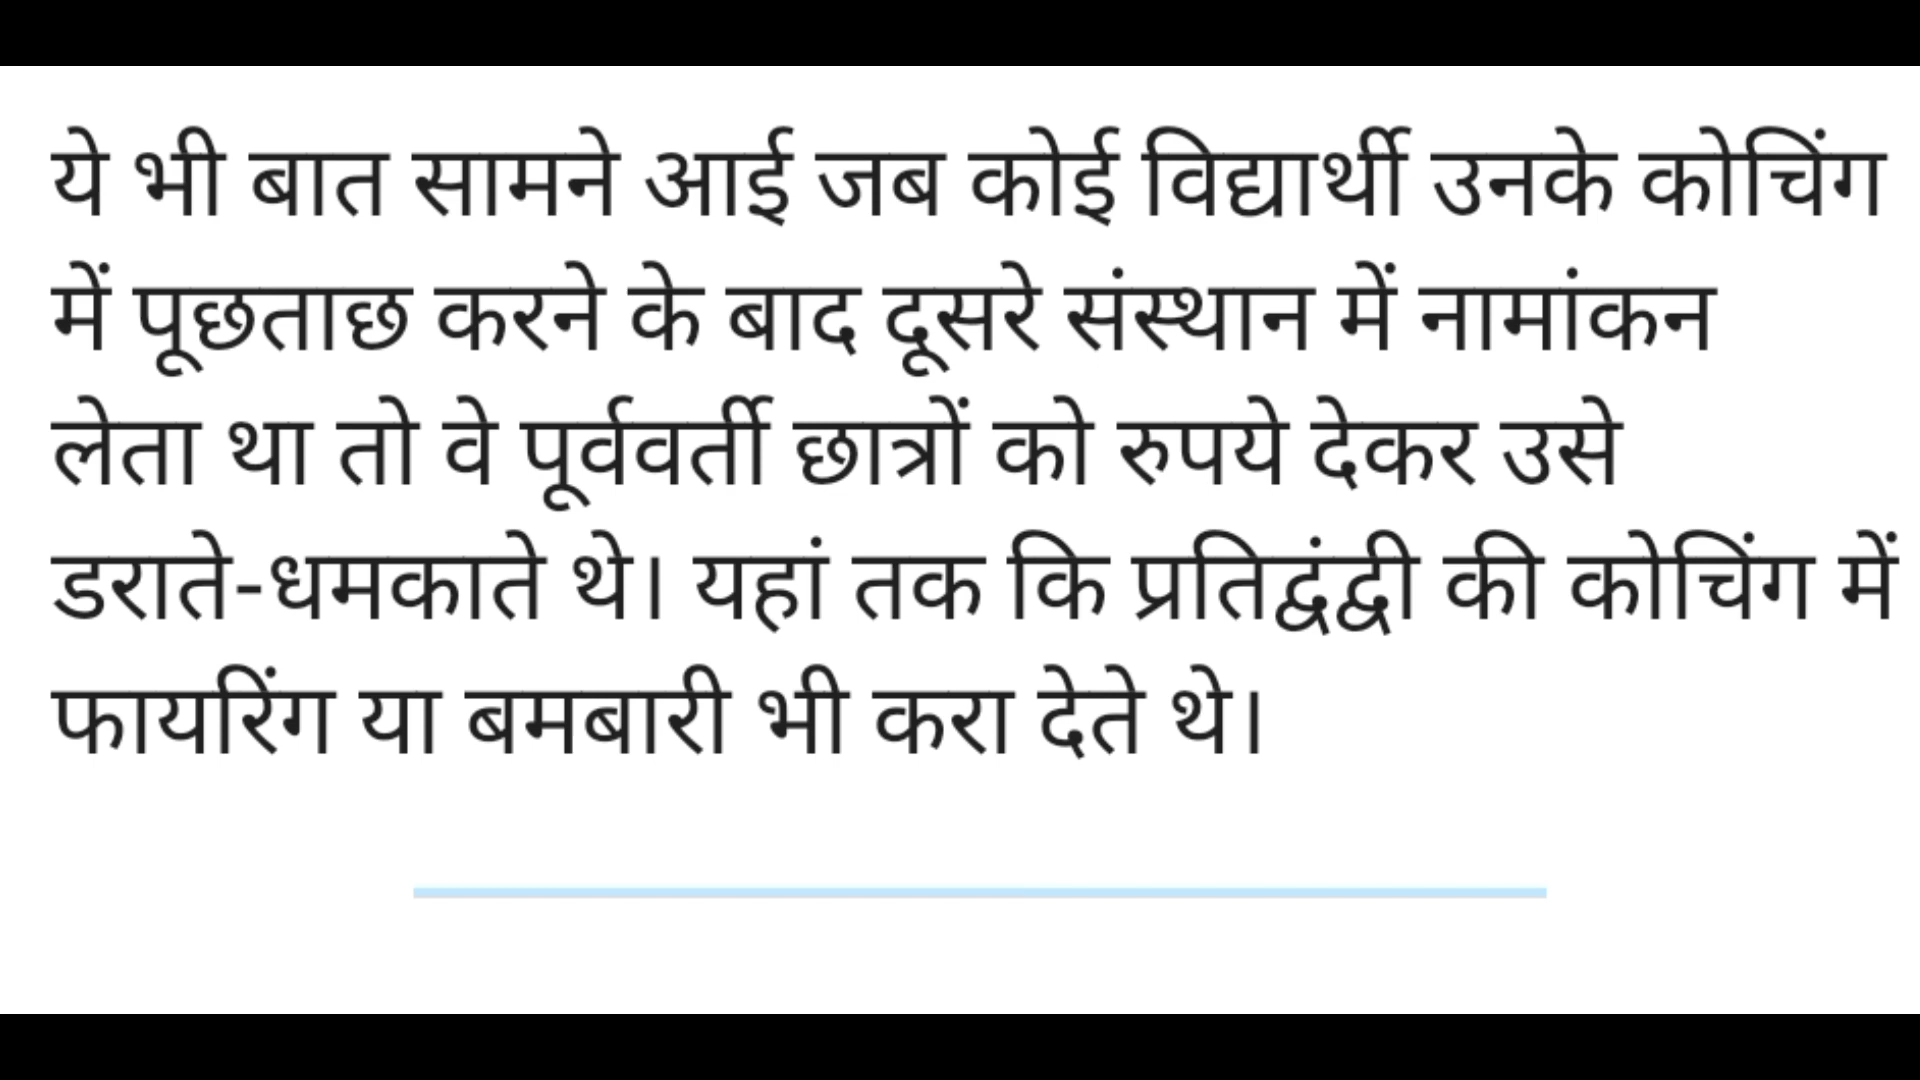 ये भी बात सामने आई जब कोई विद्यार्थी उनके कोचिंग
में पूछताछ करने के बाद दूसरे संस्थान में नामांकन
लेता था तो वे पूर्ववर्ती छात्रों को रुपये देकर उसे
डराते-धमकाते थे। यहां तक कि प्रतिद्वंद्वी की कोचिंग में
फायरिंग या बमबारी भी करा देते थे।